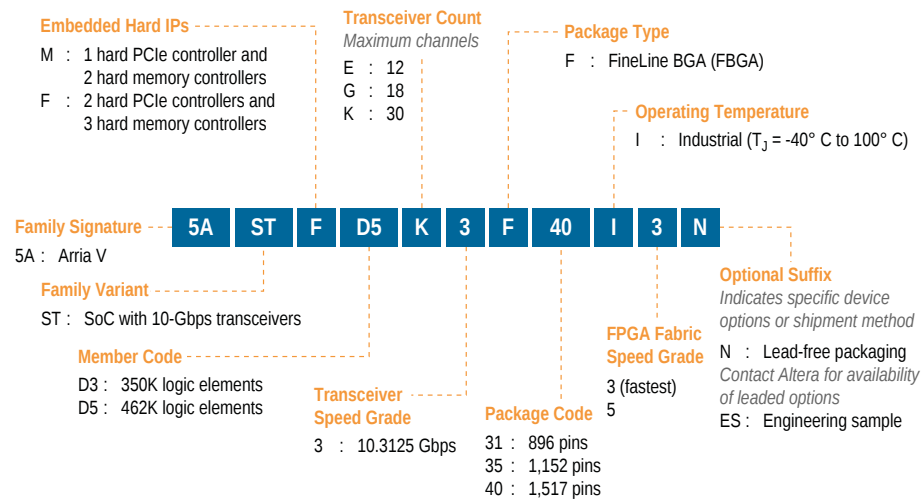 Embedded Hard IPs
M : 1 hard PCIe controller and
2 hard memory controllers
F : 2 hard PCIe controllers and
3 hard memory controllers
Transceiver Count
Maximum channels
E : 12
G : 18
K : 30
Package Type
F : FineLine BGA (FBGA)
Operating Temperature
I : Industrial (TJ = -40° C to 100° C)
Family Signature
5A : Arria V
5A ST F D5 K 3 F 40 I 3 N
Family Variant
ST : SoC with 10-Gbps transceivers
Member Code
D3 : 350K logic elements
D5 : 462K logic elements
Transceiver
Speed Grade
3 : 10.3125 Gbps
Package Code
31 : 896 pins
35 : 1,152 pins
40 : 1,517 pins
FPGA Fabric
Speed Grade
3 (fastest)
5
Optional Suffix
Indicates specific device
options or shipment method
N : Lead-free packaging
Contact Altera for availability
of leaded options
ES : Engineering sample